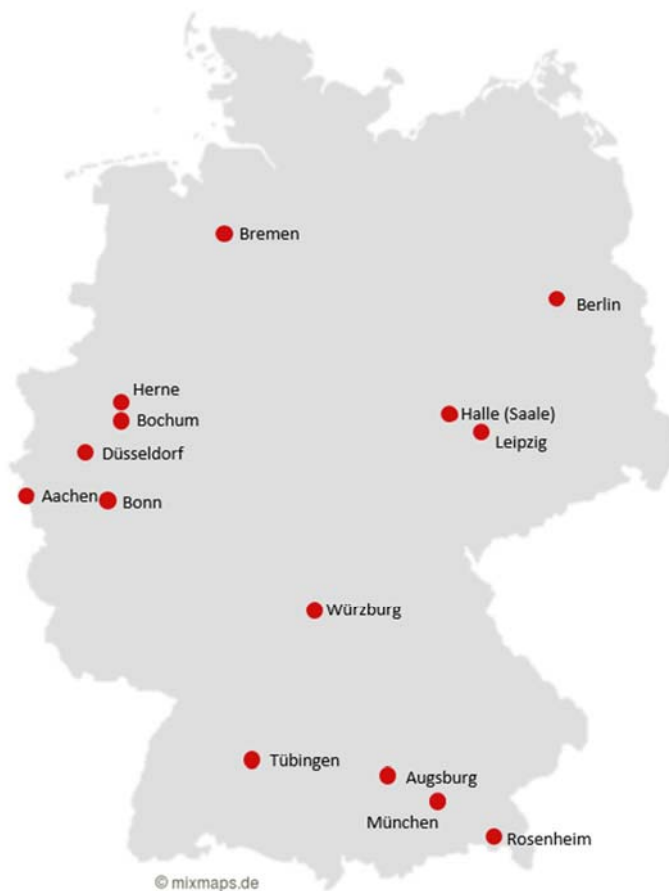 Bremen
Berlin
Herne
Bochum
Halle (Saale)
Leipzig
Düsseldorf
Aachen
Bonn
Würzburg
Tübingen
Augsburg
München
Rosenheim
© mixmaps.de